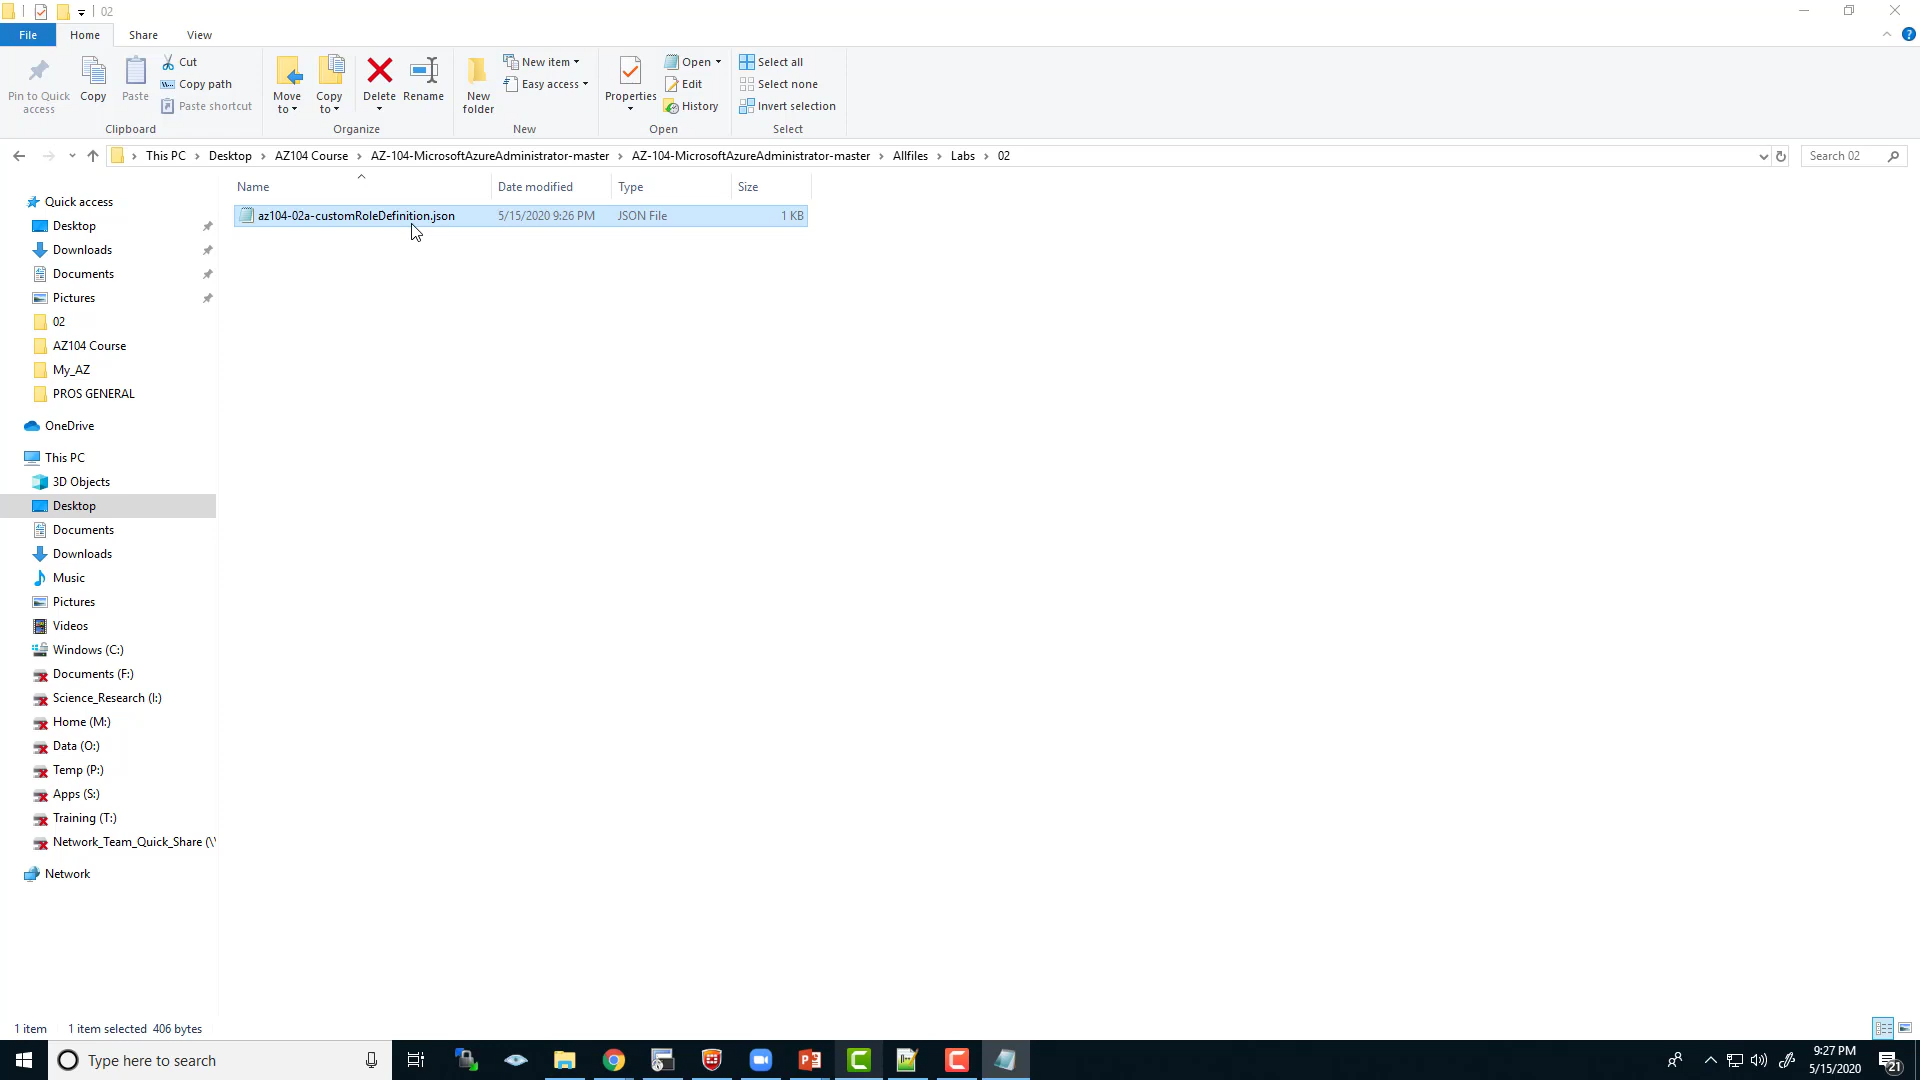 02
File Home Share View
Pin to Quick access
Copy
Paste
Cut
Copy path
Paste shortcut
Clipboard
Move to
Copy to
Delete
Rename
Organize
New folder
New item
Easy access
New
Properties
Open
Edit
History
Open
Select all
Select none
Invert selection
Select
This PC > Desktop > AZ104 Course > AZ-104-MicrosoftAzureAdministrator-master > AZ-104-MicrosoftAzureAdministrator-master > Allfiles > Labs > 02
Search 02
Name Date modified Type Size
az104-02a-customRoleDefinition.json 5/15/2020 9:26 PM JSON File 1 KB
Quick access
Desktop
Downloads
Documents
Pictures
02
AZ104 Course
My_AZ
PROS GENERAL
OneDrive
This PC
3D Objects
Desktop
Documents
Downloads
Music
Pictures
Videos
Windows (C:)
Documents (F:)
Science_Research (I:)
Home (M:)
Data (O:)
Temp (P:)
Apps (S:)
Training (T:)
Network_Team_Quick_Share (\\
Network
1 item 1 item selected 406 bytes
Type here to search
9:27 PM
5/15/2020
21